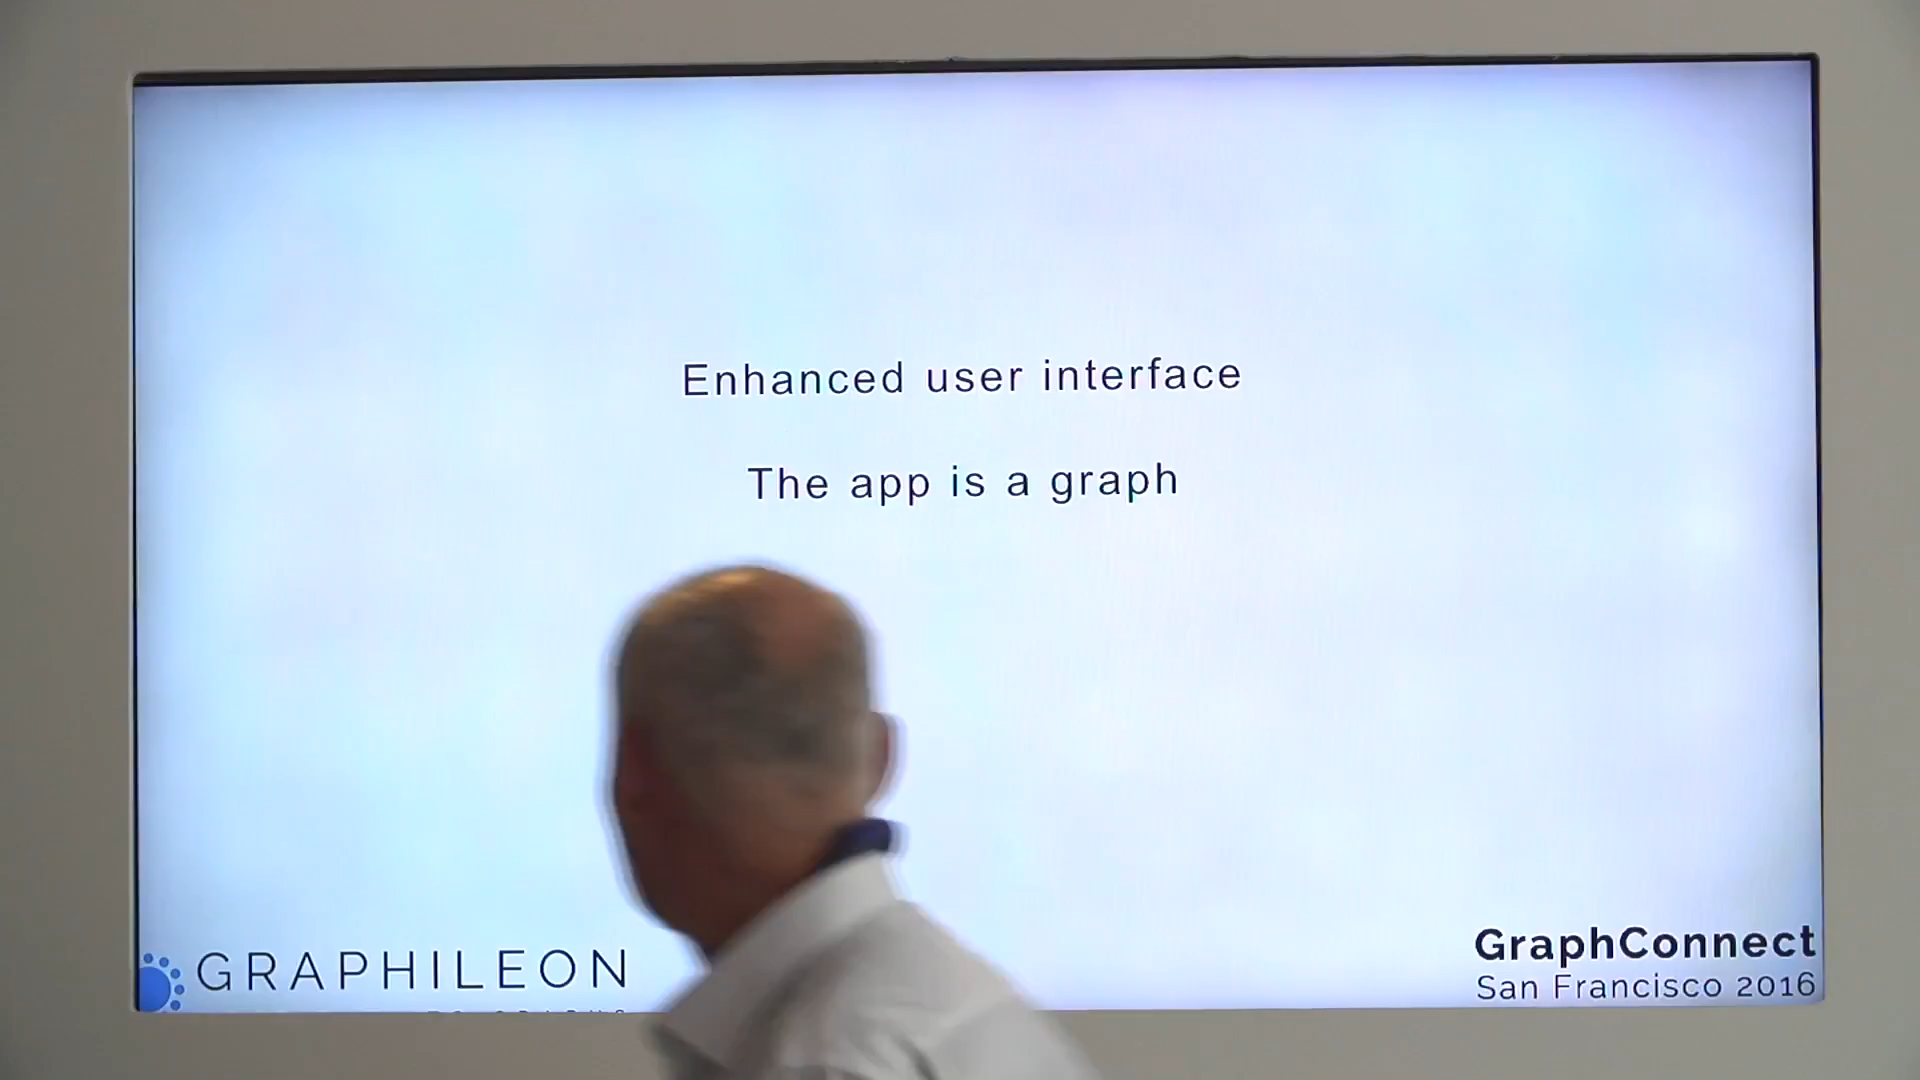 Enhanced user interface
The app is a graph
GRAPHILEON
GraphConnect
San Francisco 2016